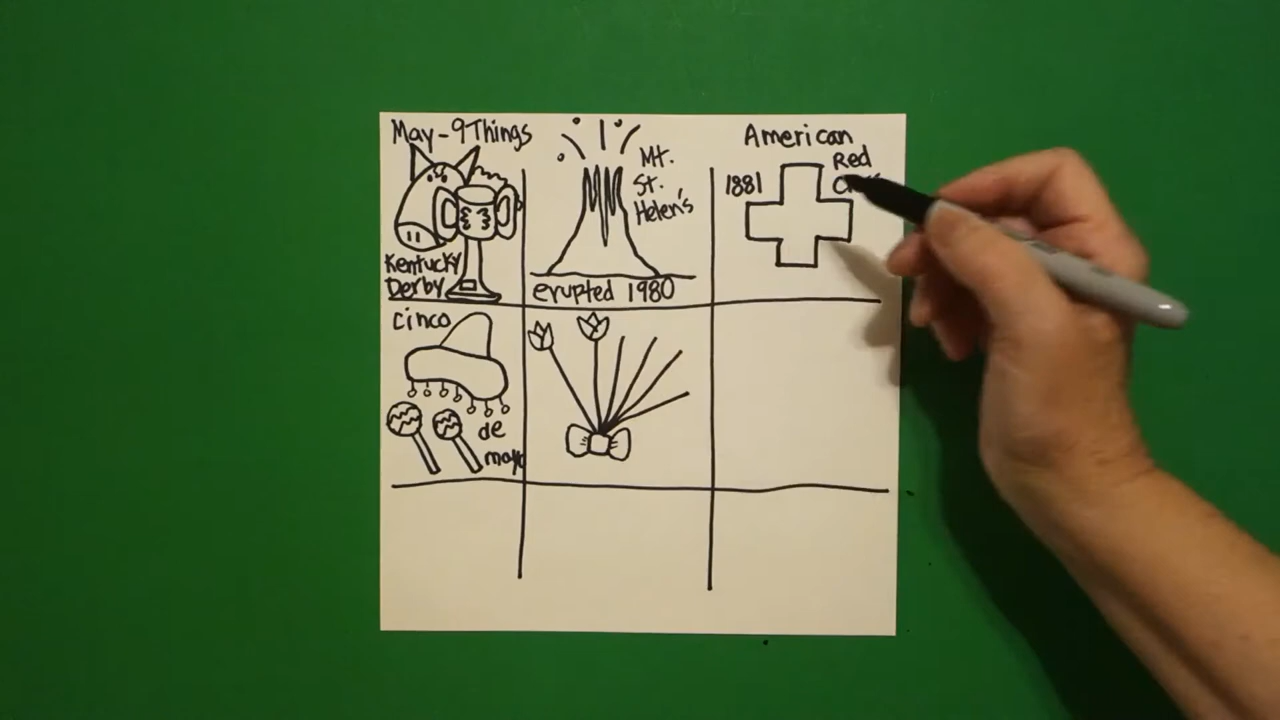 May-9Things
Kentucky
Derby
Mt.
St.
Helen's
erupted 1980
American
Red
1881
cinco
de
mayo